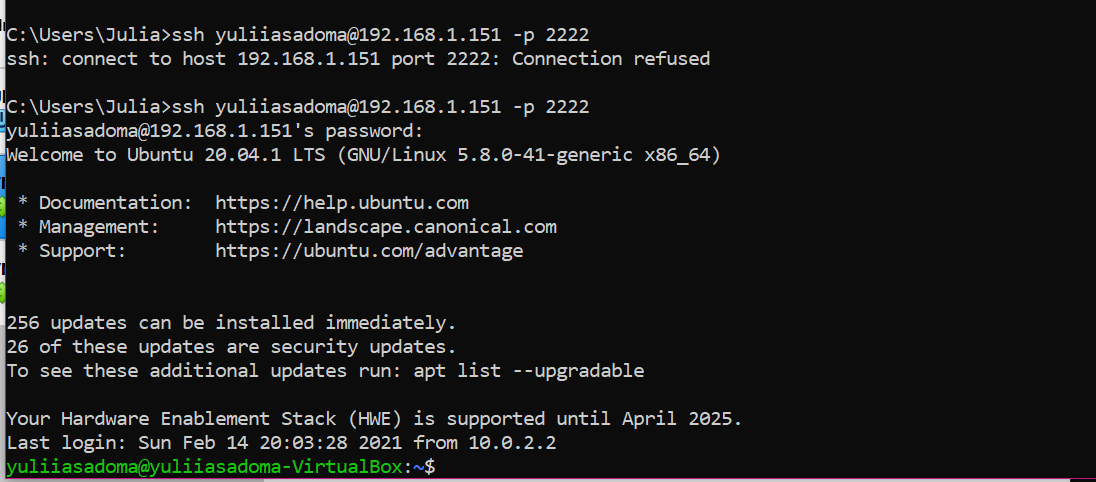 C:\Users\Julia>ssh yuliiasadoma@192.168.1.151 -p 2222
ssh: connect to host 192.168.1.151 port 2222: Connection refused
C:\Users\Julia>ssh yuliiasadoma@192.168.1.151 -p 2222
yuliiasadoma@192.168.1.151's password:
Welcome to Ubuntu 20.04.1 LTS (GNU/Linux 5.8.0-41-generic x86_64)
* Documentation:  https://help.ubuntu.com
* Management:     https://landscape.canonical.com
* Support:        https://ubuntu.com/advantage
256 updates can be installed immediately.
26 of these updates are security updates.
To see these additional updates run: apt list --upgradable
Your Hardware Enablement Stack (HWE) is supported until April 2025.
Last login: Sun Feb 14 20:03:28 2021 from 10.0.2.2
yuliiasadoma@yuliiasadoma-VirtualBox:~$